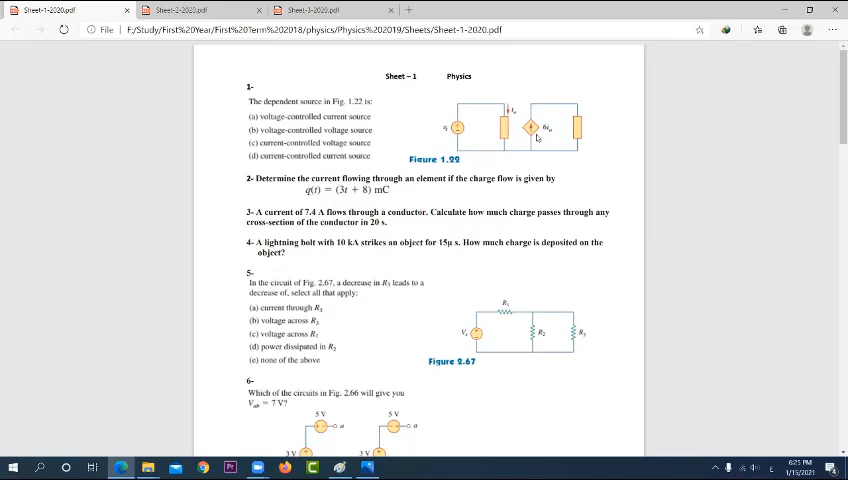 Sheet-1-2020.pdf
Sheet-2-2020.pdf
Sheet-3-2020.pdf
File
F:/Study/First%20Year/First%20Term%202018/physics/Physics%202019/Sheets/Sheet-1-2020.pdf
Sheet – 1 Physics
1-
The dependent source in Fig. 1.22 is:
(a) voltage-controlled current source
(b) voltage-controlled voltage source
(c) current-controlled voltage source
(d) current-controlled current source
6io
Figure 1.22
2- Determine the current flowing through an element if the charge flow is given by
q(t) = (3t + 8) mC
3- A current of 7.4 A flows through a conductor. Calculate how much charge passes through any
cross-section of the conductor in 20 s.
4- A lightning bolt with 10 kA strikes an object for 15µ s. How much charge is deposited on the
object?
5-
In the circuit of Fig. 2.67, a decrease in R3 leads to a
decrease of, select all that apply:
(a) current through R3
(b) voltage across R3
(c) voltage across R1
(d) power dissipated in R2
(e) none of the above
R1
Vs
R2
R3
Figure 2.67
6-
Which of the circuits in Fig. 2.66 will give you
Vab = 7 V?
5 V
5 V
a
a
3 V
3 V
6:25 PM
1/15/2021